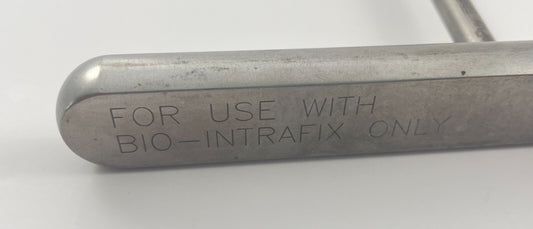 FOR USE WITH
BIO-INTRAFIX ONLY